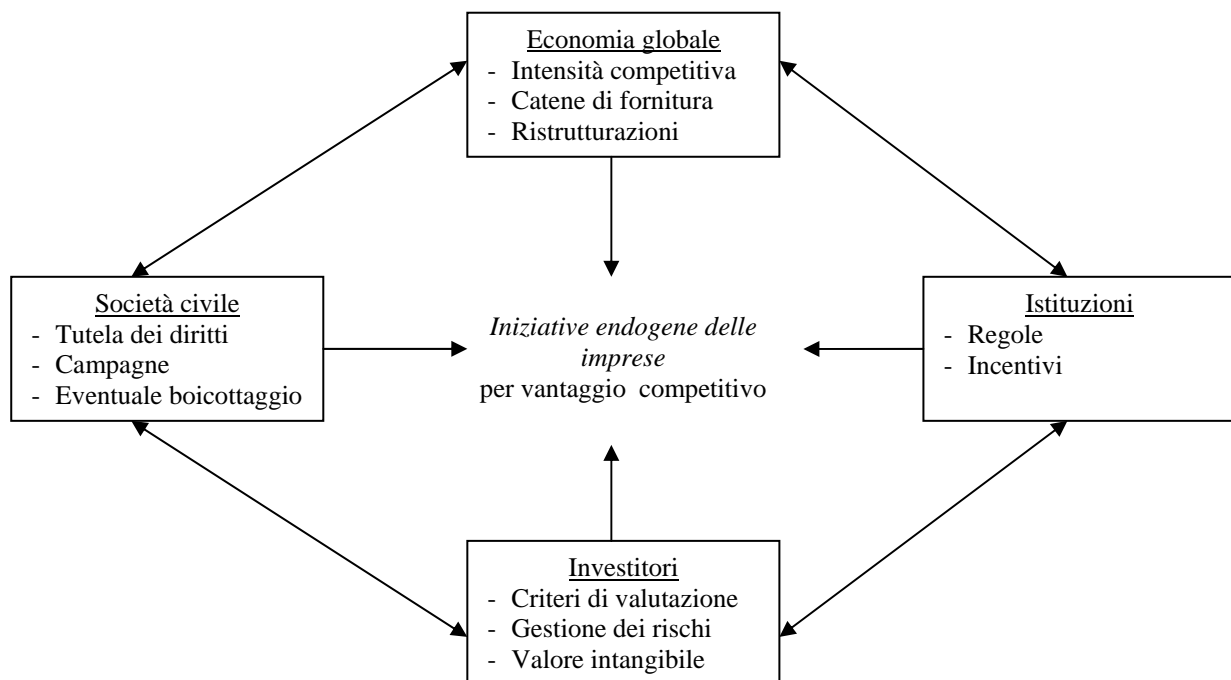 Economia globale
- Intensità competitiva
- Catene di fornitura
- Ristrutturazioni
Società civile
- Tutela dei diritti
- Campagne
- Eventuale boicottaggio
Iniziative endogene delle
imprese
per vantaggio competitivo
Istituzioni
- Regole
- Incentivi
Investitori
- Criteri di valutazione
- Gestione dei rischi
- Valore intangibile